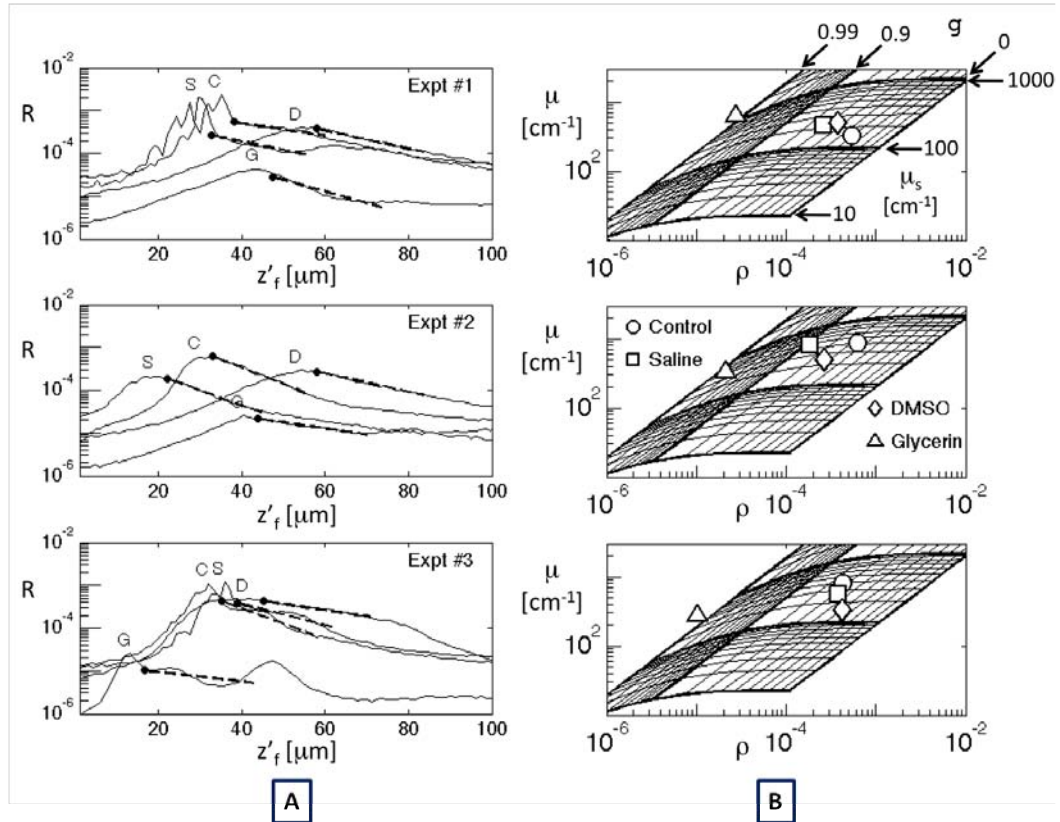 0.99 0.9 g 0
10⁻²
Expt #1
S C D G
R
10⁻⁴
10⁻⁶
20 40 60 80 100
z'f [μm]
μ [cm⁻¹]
10²
1000
100
μs [cm⁻¹]
10
10⁻⁶ 10⁻⁴ 10⁻²
ρ
10⁻²
Expt #2
S C D G
R
10⁻⁴
10⁻⁶
20 40 60 80 100
z'f [μm]
μ [cm⁻¹]
10²
Control
Saline
DMSO
Glycerin
10⁻⁶ 10⁻⁴ 10⁻²
ρ
10⁻²
Expt #3
C S D G
R
10⁻⁴
10⁻⁶
20 40 60 80 100
z'f [μm]
μ [cm⁻¹]
10²
10⁻⁶ 10⁻⁴ 10⁻²
ρ
A B